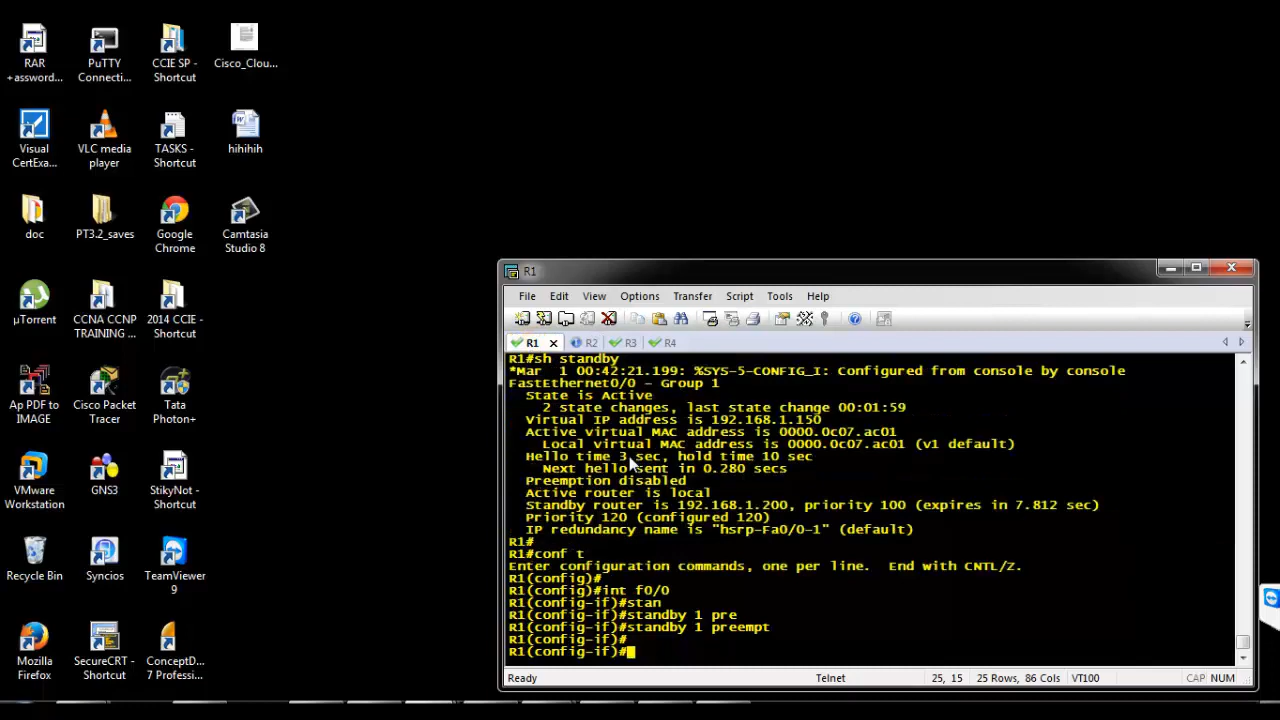 RAR
+assword...
PuTTY
Connecti...
CCIE SP -
Shortcut
Cisco_Clou...
Visual
CertExa...
VLC media
player
TASKS -
Shortcut
hihihih
doc
PT3.2_saves
Google
Chrome
Camtasia
Studio 8
µTorrent
CCNA CCNP
TRAINING ...
2014 CCIE -
Shortcut
Ap PDF to
IMAGE
Cisco Packet
Tracer
Tata
Photon+
VMware
Workstation
GNS3
StikyNot -
Shortcut
Recycle Bin
Syncios
TeamViewer
9
Mozilla
Firefox
SecureCRT -
Shortcut
ConceptD...
7 Professi...
R1
File Edit View Options Transfer Script Tools Help
R1 R2 R3 R4
R1#sh standby
*Mar  1 00:42:21.199: %SYS-5-CONFIG_I: Configured from console by console
FastEthernet0/0 - Group 1
State is Active
2 state changes, last state change 00:01:59
Virtual IP address is 192.168.1.150
Active virtual MAC address is 0000.0c07.ac01
Local virtual MAC address is 0000.0c07.ac01 (v1 default)
Hello time 3 sec, hold time 10 sec
Next hello sent in 0.280 secs
Preemption disabled
Active router is local
Standby router is 192.168.1.200, priority 100 (expires in 7.812 sec)
Priority 120 (configured 120)
IP redundancy name is "hsrp-Fa0/0-1" (default)
R1#
R1#conf t
Enter configuration commands, one per line.  End with CNTL/Z.
R1(config)#
R1(config)#int f0/0
R1(config-if)#stan
R1(config-if)#standby 1 pre
R1(config-if)#standby 1 preempt
R1(config-if)#
R1(config-if)#
Ready Telnet 25, 15 25 Rows, 86 Cols VT100 CAP NUM